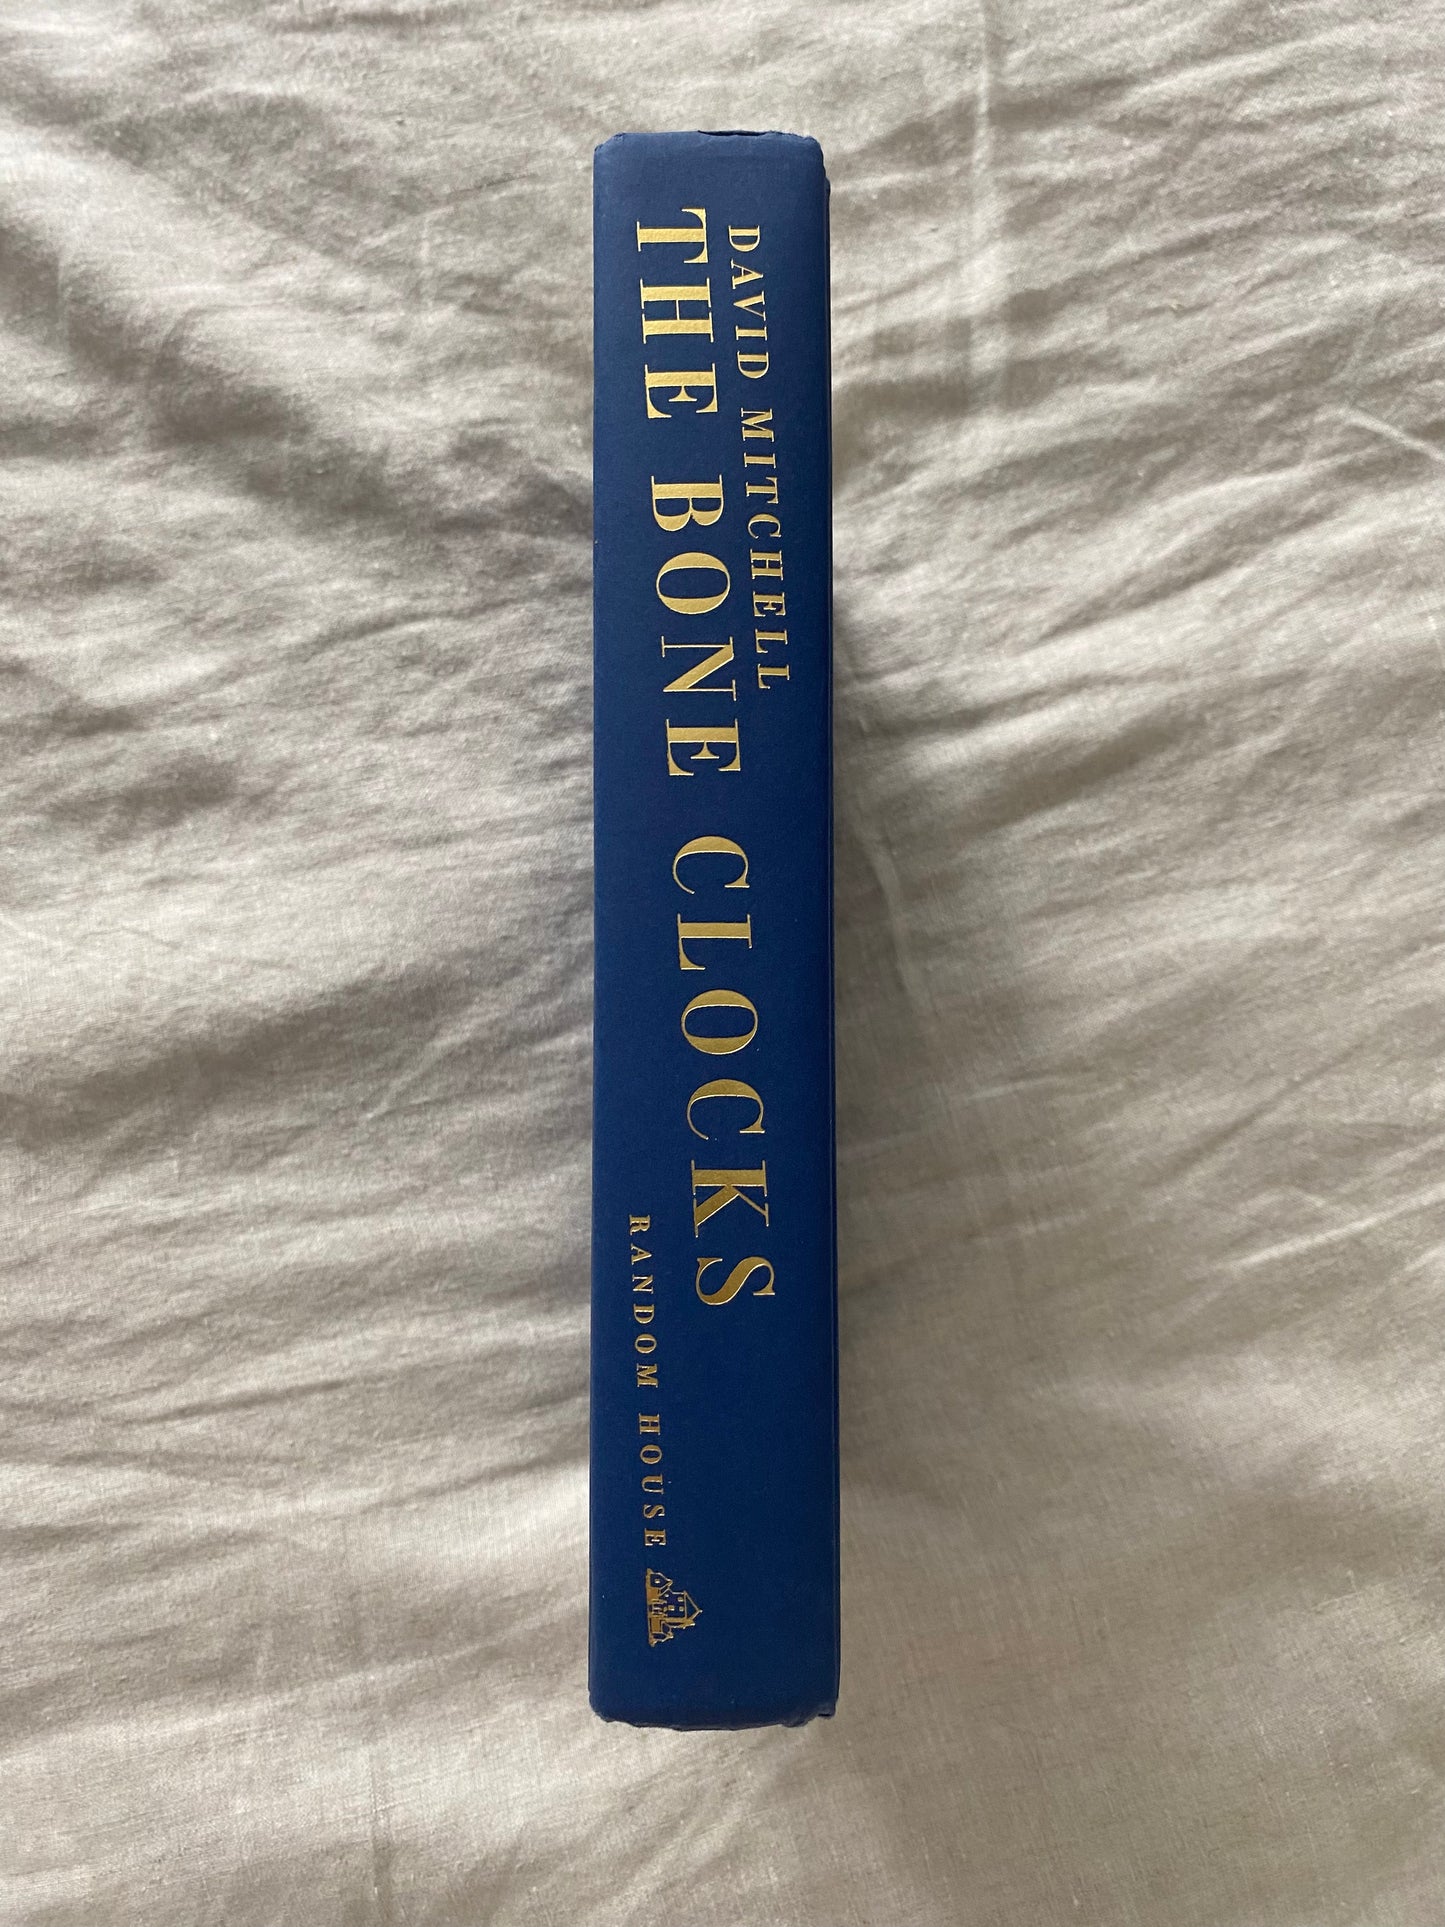 DAVID MITCHELL
THE BONE CLOCKS
RANDOM HOUSE